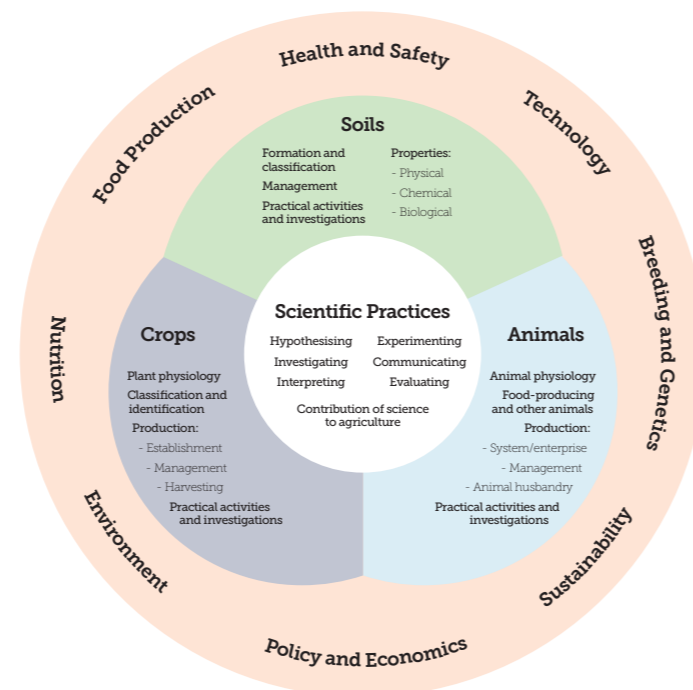 Health and Safety
Technology
Breeding and Genetics
Sustainability
Policy and Economics
Environment
Nutrition
Food Production
Soils
Formation and
classification
Management
Practical activities
and investigations
Properties:
- Physical
- Chemical
- Biological
Scientific Practices
Hypothesising
Experimenting
Investigating
Communicating
Interpreting
Evaluating
Contribution of science
to agriculture
Crops
Plant physiology
Classification and
identification
Production:
- Establishment
- Management
- Harvesting
Practical activities
and investigations
Animals
Animal physiology
Food-producing
and other animals
Production:
- System/enterprise
- Management
- Animal husbandry
Practical activities and
investigations